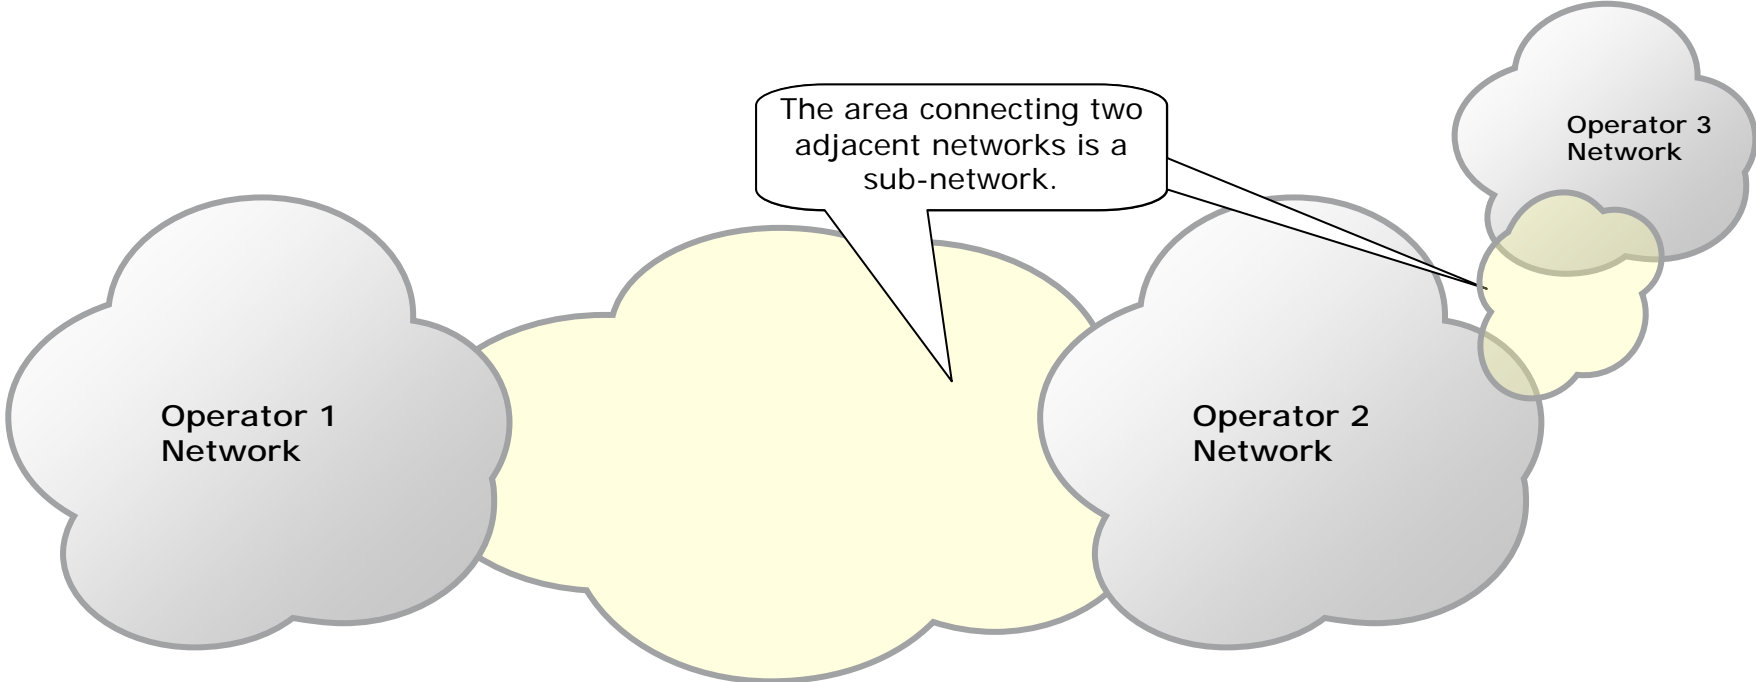 The area connecting two
adjacent networks is a
sub-network.
Operator 3
Network
Operator 1
Network
Operator 2
Network